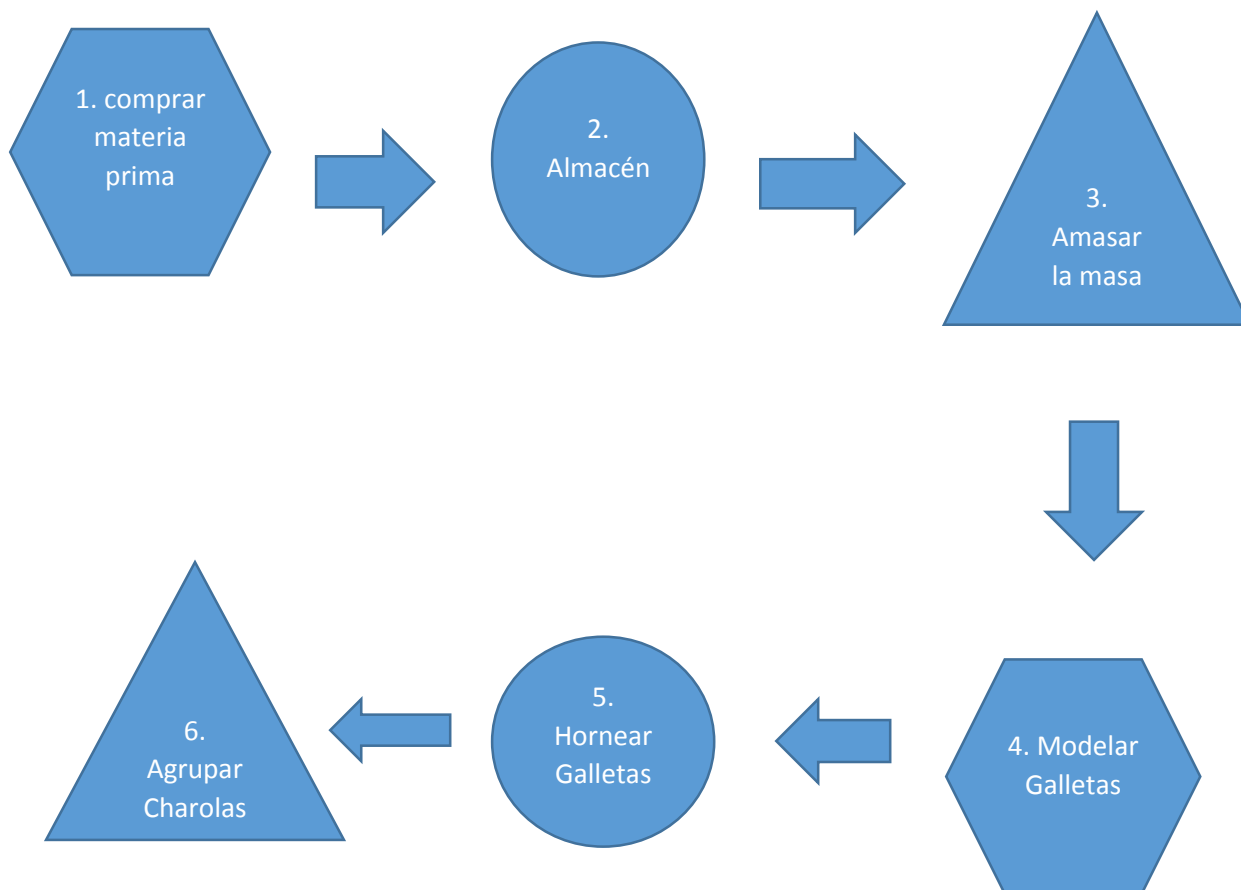 1. comprar
materia
prima
2.
Almacén
3.
Amasar
la masa
4. Modelar
Galletas
5.
Hornear
Galletas
6.
Agrupar
Charolas